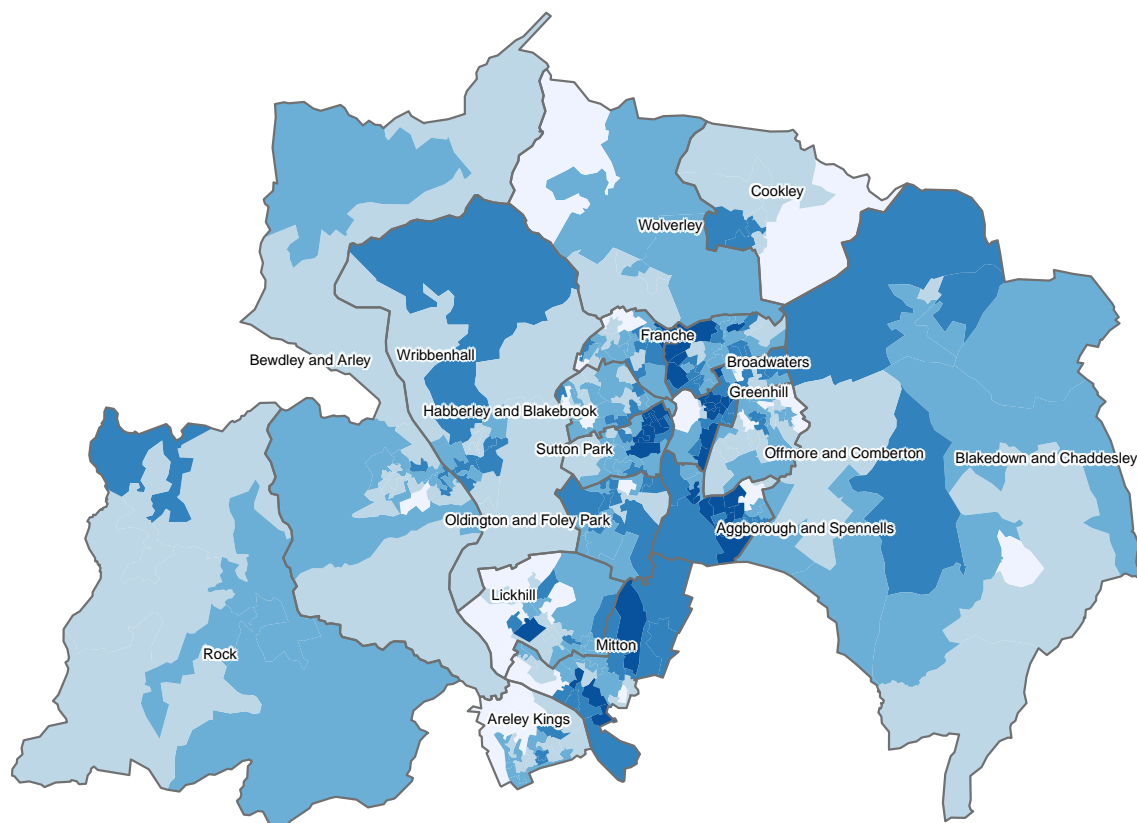 Cookley
Wolverley
Franche
Bewdley and Arley
Wribbenhall
Broadwaters
Greenhill
Habberley and Blakebrook
Sutton Park
Offmore and Comberton
Blakedown and Chaddesley
Oldington and Foley Park
Aggborough and Spennells
Lickhill
Mitton
Rock
Areley Kings